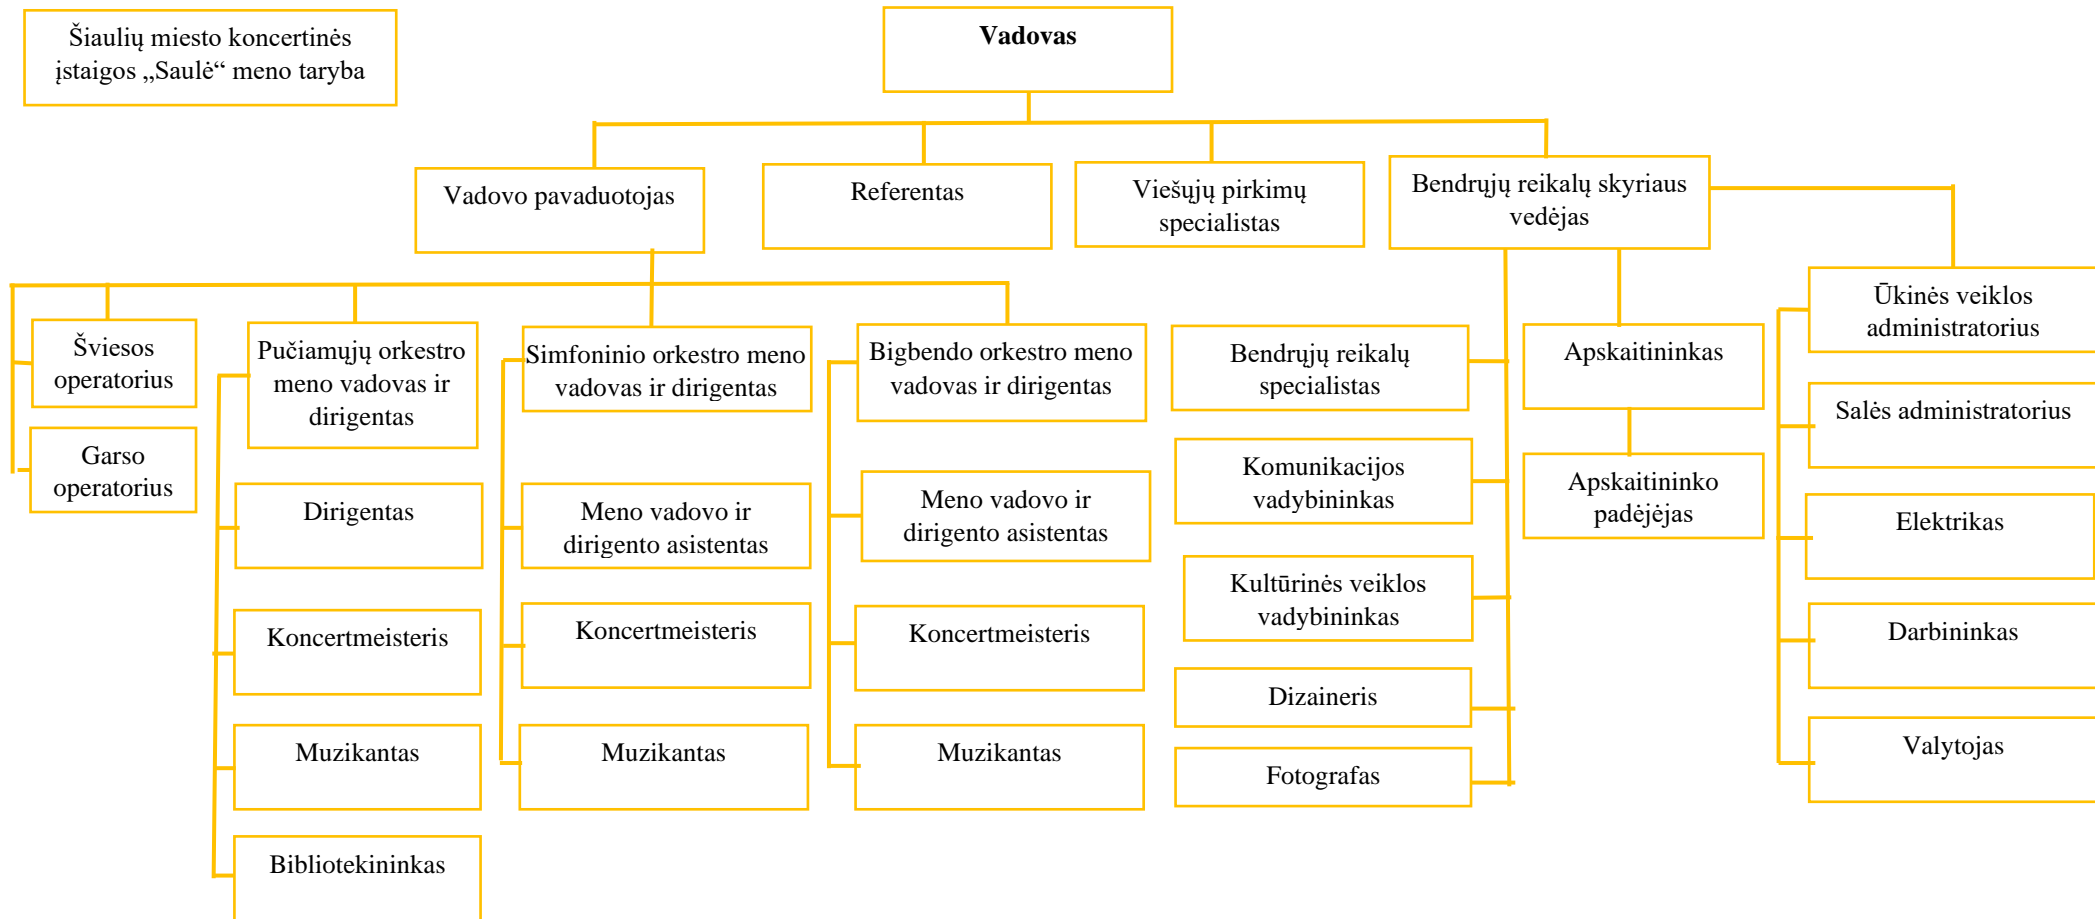 Šiaulių miesto koncertinės
įstaigos „Saulė“ meno taryba
Vadovas
Vadovo pavaduotojas
Referentas
Viešųjų pirkimų
specialistas
Bendrųjų reikalų skyriaus
vedėjas
Šviesos
operatorius
Garso
operatorius
Pučiamųjų orkestro
meno vadovas ir
dirigentas
Dirigentas
Koncertmeisteris
Muzikantas
Bibliotekininkas
Simfoninio orkestro meno
vadovas ir dirigentas
Meno vadovo ir
dirigento asistentas
Koncertmeisteris
Muzikantas
Bigbendo orkestro meno
vadovas ir dirigentas
Meno vadovo ir
dirigento asistentas
Koncertmeisteris
Muzikantas
Bendrųjų reikalų
specialistas
Komunikacijos
vadybininkas
Kultūrinės veiklos
vadybininkas
Dizaineris
Fotografas
Apskaitininkas
Apskaitininko
padėjėjas
Ūkinės veiklos
administratorius
Salės administratorius
Elektrikas
Darbininkas
Valytojas